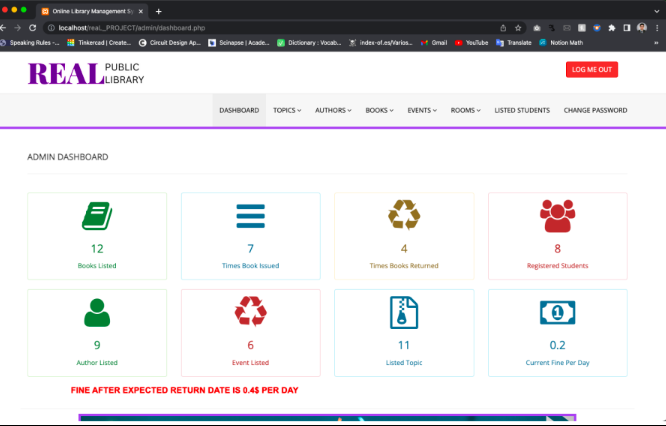 Online Library Management Sy
localhost/real_PROJECT/admin/dashboard.php
Speaking Rules -... Tinkercad | Create... Circuit Design Ap... Scinapse | Acade... Dictionary : Vocab... index-of.es/Varios... Gmail YouTube Translate Notion Math
REAL PUBLIC
LIBRARY
LOG ME OUT
DASHBOARD TOPICS AUTHORS BOOKS EVENTS ROOMS LISTED STUDENTS CHANGE PASSWORD
ADMIN DASHBOARD
12
Books Listed
7
Times Book Issued
4
Times Books Returned
8
Registered Students
9
Author Listed
6
Event Listed
11
Listed Topic
1
0.2
Current Fine Per Day
FINE AFTER EXPECTED RETURN DATE IS 0.4$ PER DAY